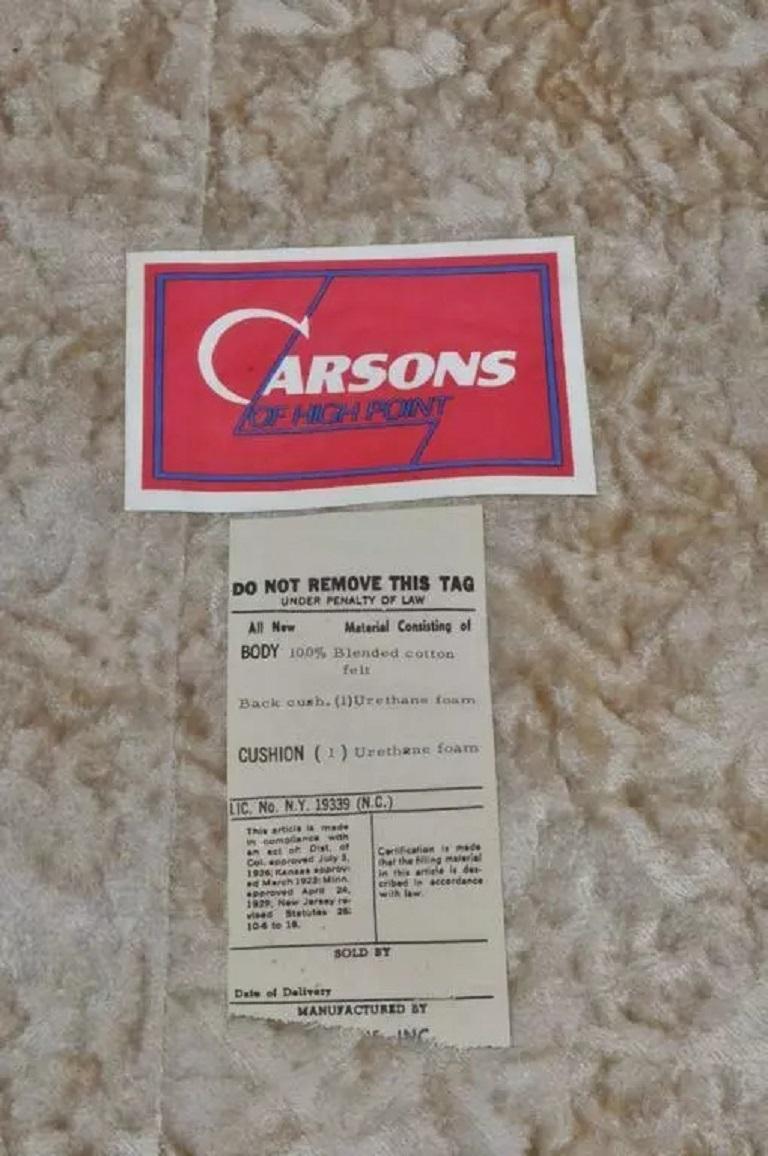 CARSONS
OF HIGH POINT
DO NOT REMOVE THIS TAG
UNDER PENALTY OF LAW
All New Material Consisting of
BODY 100% Blended cotton
felt
Back cush. (1)Urethane foam
CUSHION ( 1 ) Urethane foam
LIC. No. N.Y. 19339 (N.C.)
This article is made
in compliance with
an act of Dist. of
Col. approved July 3,
1926; Kansas approv-
ed March 1923; Minn.
approved April 24,
1929; New Jersey re-
vised Statutes 26:
10-6 to 18.
Certification is made
that the filling material
in this article is des-
cribed in accordance
with law.
SOLD BY
Date of Delivery
MANUFACTURED BY
INC.